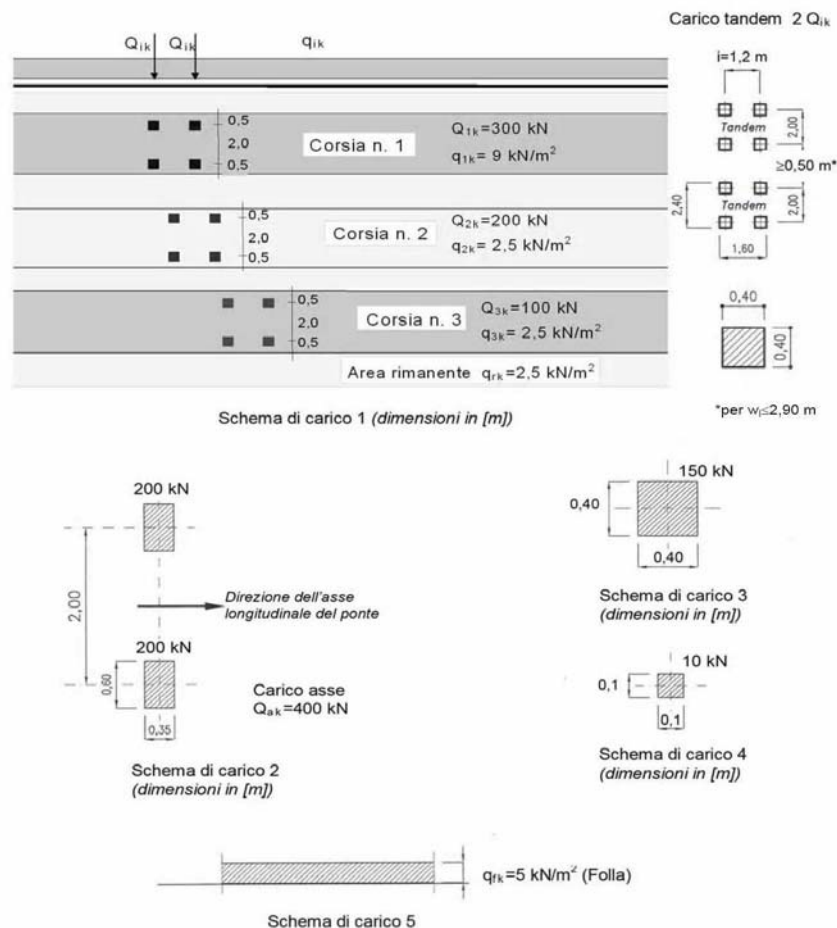 Carico tandem 2 Qik
Qik Qik qik
i=1,2 m
0,5
2,0
0,5
Corsia n. 1
Q1k=300 kN
q1k= 9 kN/m²
Tandem
2,00
≥0,50 m*
0,5
2,0
0,5
Corsia n. 2
Q2k=200 kN
q2k= 2,5 kN/m²
2,40
Tandem
2,00
1,60
0,5
2,0
0,5
Corsia n. 3
Q3k=100 kN
q3k= 2,5 kN/m²
0,40
0,40
Area rimanente qrk=2,5 kN/m²
Schema di carico 1 (dimensioni in [m])
*per wl≤2,90 m
200 kN
2,00
Direzione dell'asse
longitudinale del ponte
200 kN
0,60
0,35
Carico asse
Qak=400 kN
Schema di carico 2
(dimensioni in [m])
150 kN
0,40
0,40
Schema di carico 3
(dimensioni in [m])
10 kN
0,1
0,1
Schema di carico 4
(dimensioni in [m])
qfk=5 kN/m² (Folla)
Schema di carico 5